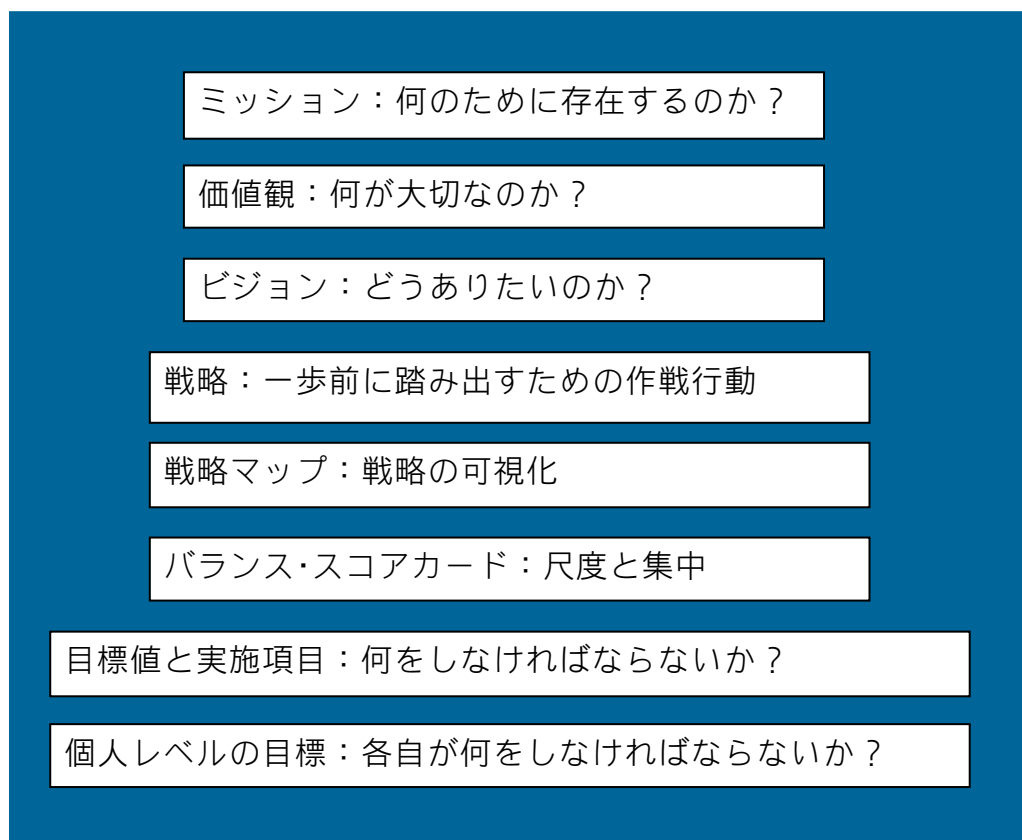 ミッション：何のために存在するのか？
価値観：何が大切なのか？
ビジョン：どうありたいのか？
戦略：一歩前に踏み出すための作戦行動
戦略マップ：戦略の可視化
バランス・スコアカード：尺度と集中
目標値と実施項目：何をしなければならないか？
個人レベルの目標：各自が何をしなければならないか？